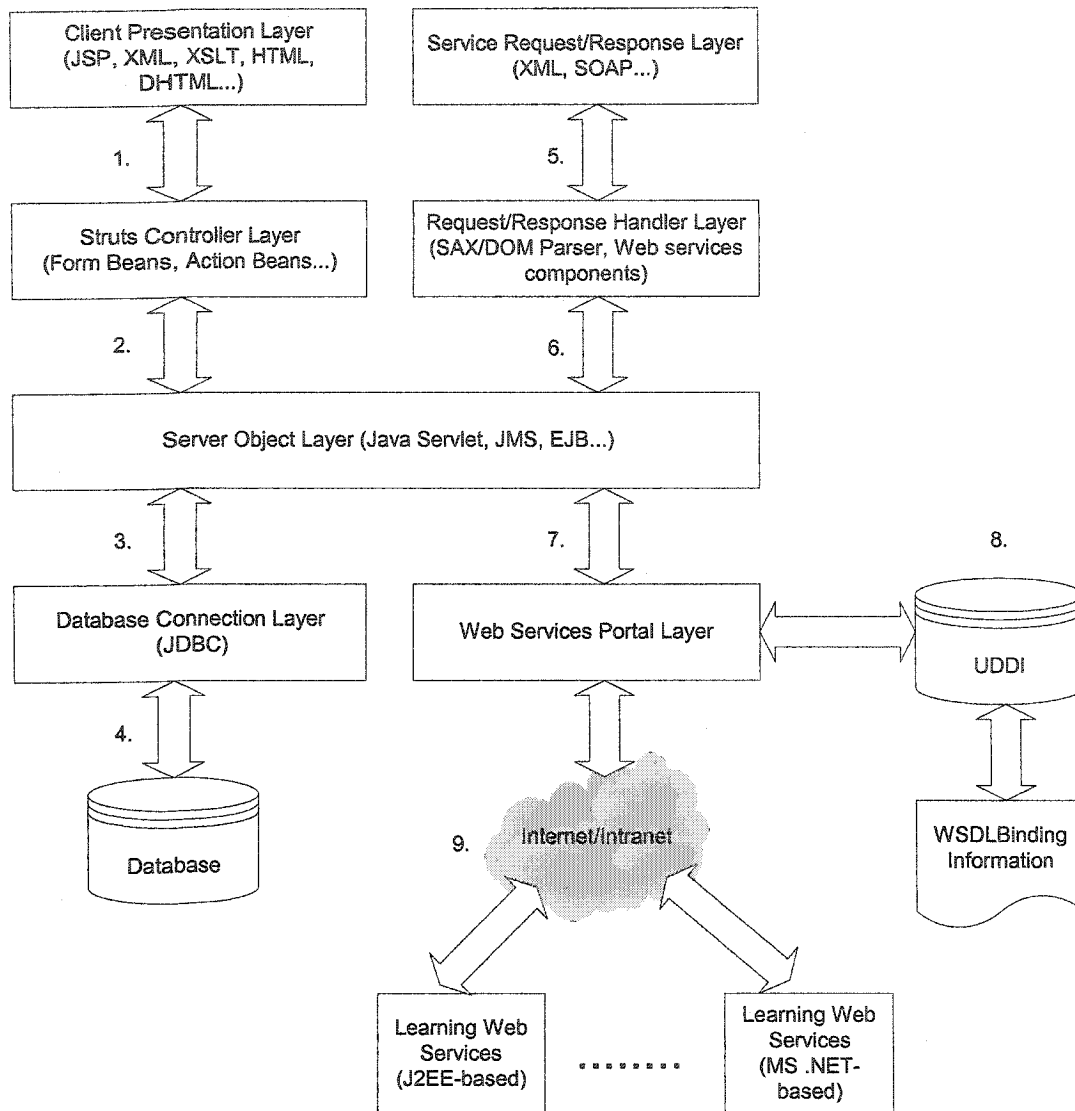 Client Presentation Layer
(JSP, XML, XSLT, HTML,
DHTML...)
Service Request/Response Layer
(XML, SOAP...)
1.
5.
Struts Controller Layer
(Form Beans, Action Beans...)
Request/Response Handler Layer
(SAX/DOM Parser, Web services
components)
2.
6.
Server Object Layer (Java Servlet, JMS, EJB...)
3.
7.
8.
Database Connection Layer
(JDBC)
Web Services Portal Layer
UDDI
4.
Database
9.
Internet/Intranet
WSDLBinding
Information
Learning Web
Services
(J2EE-based)
Learning Web
Services
(MS .NET-
based)